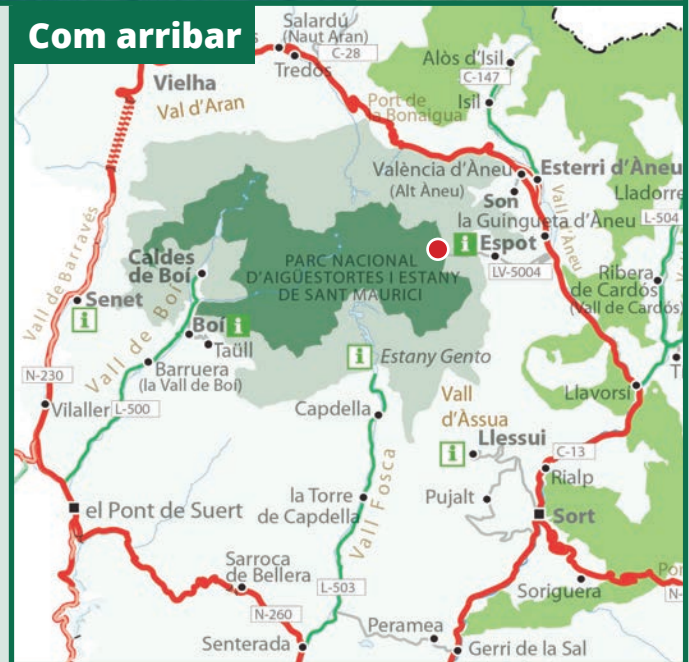 Com arribar
Salardú
(Naut Aran)
C-28
Tredós
Alòs d'Isil
C-147
Isil
Vielha
Val d'Aran
Port de
la Bonaigua
València d'Àneu
(Alt Àneu)
Esterri d'Àneu
Son
Lladorre
la Guingueta d'Àneu
Vall d'Àneu
L-504
i Espot
LV-5004
PARC NACIONAL
D'AIGÜESTORTES I ESTANY
DE SANT MAURICI
Caldes
de Boí
Ribera
de Cardós
(Vall de Cardós)
Vall de Barravés
Senet
i
Vall de Boí
Boí i
Taüll
Barruera
(la Vall de Boí)
i Estany Gento
N-230
Vilaller
L-500
Capdella
Vall
d'Àssua
Llavorsí
Llessui
i
C-13
Rialp
Pujalt
Sort
el Pont de Suert
la Torre
de Capdella
Vall Fosca
Sarroca
de Bellera
L-503
Soriguera
N-260
Peramea
Senterada
Gerri de la Sal